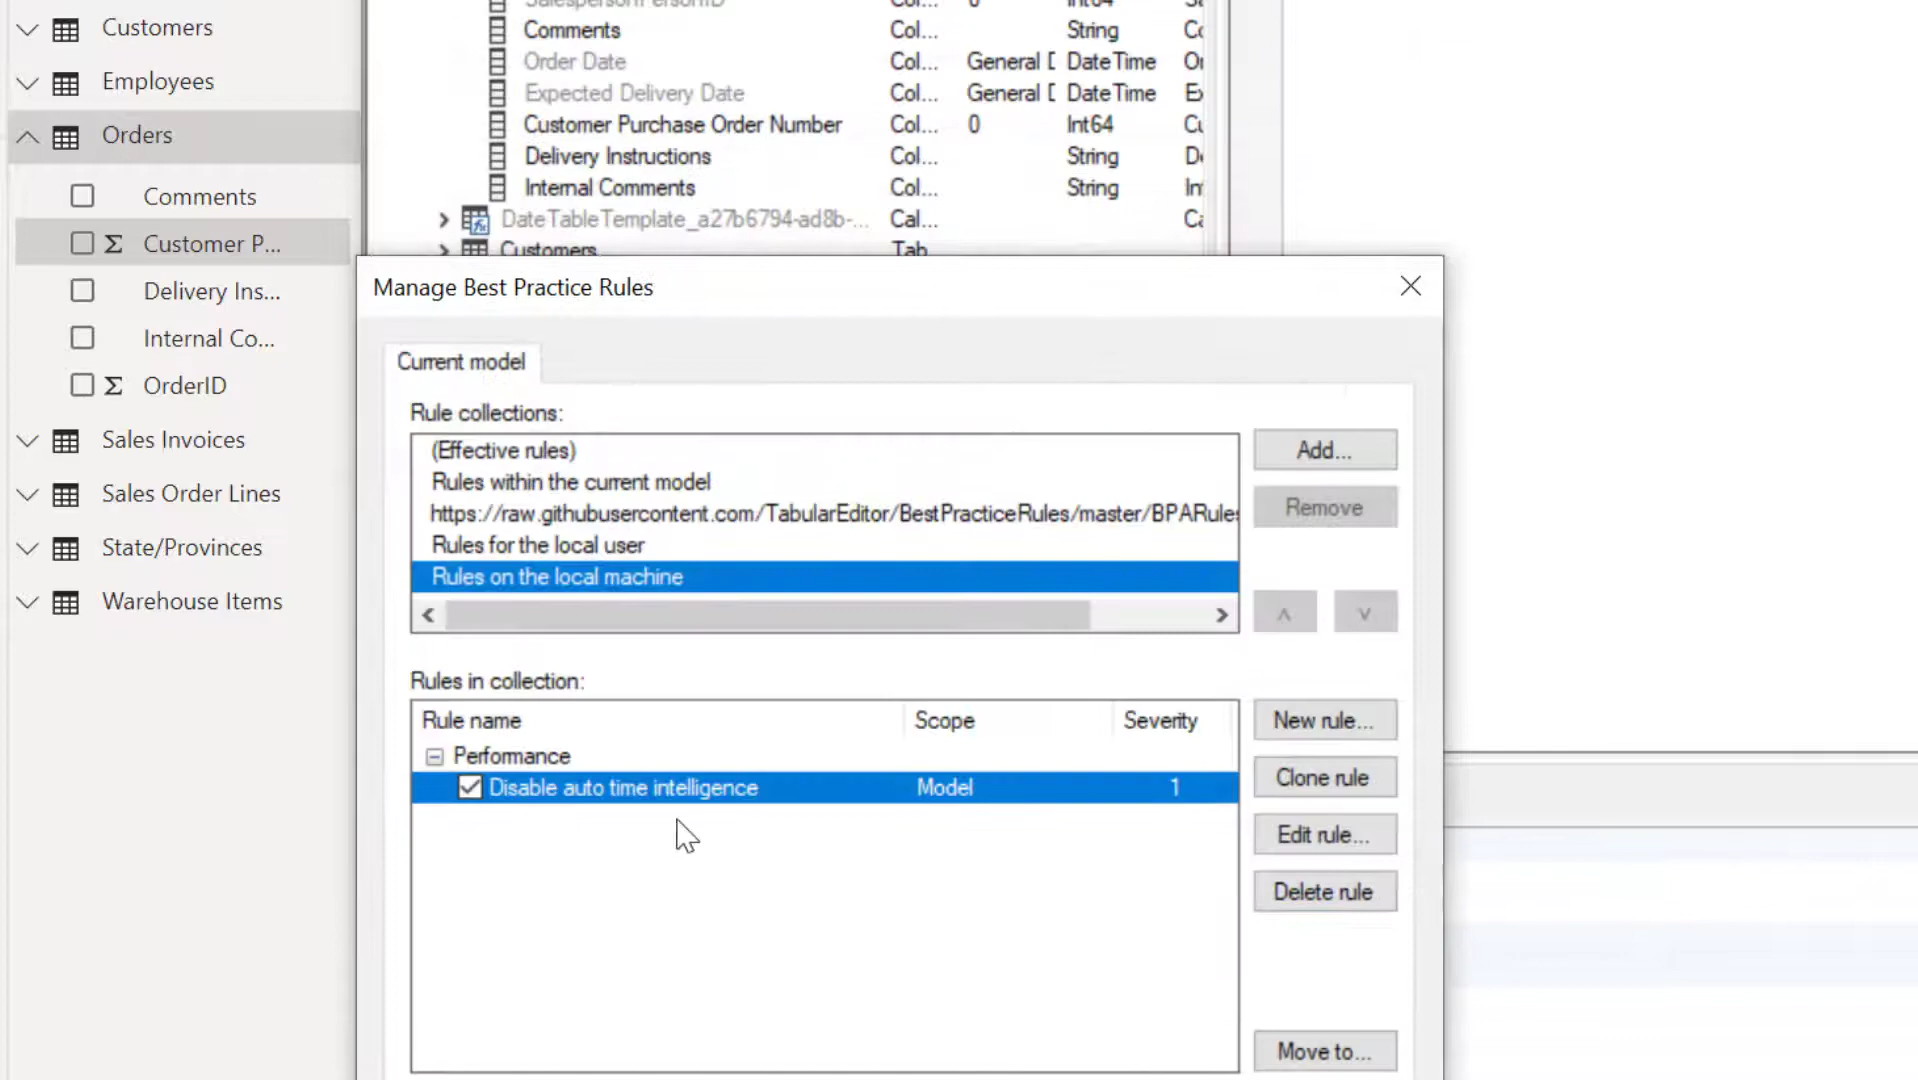 Customers
Employees
Orders
Comments
Customer P...
Delivery Ins...
Internal Co...
OrderID
Sales Invoices
Sales Order Lines
State/Provinces
Warehouse Items
SalespersonPersonID Col... 0 Int64
Comments Col... String
Order Date Col... General D DateTime
Expected Delivery Date Col... General D DateTime
Customer Purchase Order Number Col... 0 Int64
Delivery Instructions Col... String
Internal Comments Col... String
DateTableTemplate_a27b6794-ad8b-... Cal...
Customers Tab
Manage Best Practice Rules
Current model
Rule collections:
(Effective rules)
Rules within the current model
https://raw.githubusercontent.com/TabularEditor/BestPracticeRules/master/BPARules
Rules for the local user
Rules on the local machine
Add...
Remove
Rules in collection:
Rule name Scope Severity
Performance
Disable auto time intelligence Model 1
New rule...
Clone rule
Edit rule...
Delete rule
Move to...